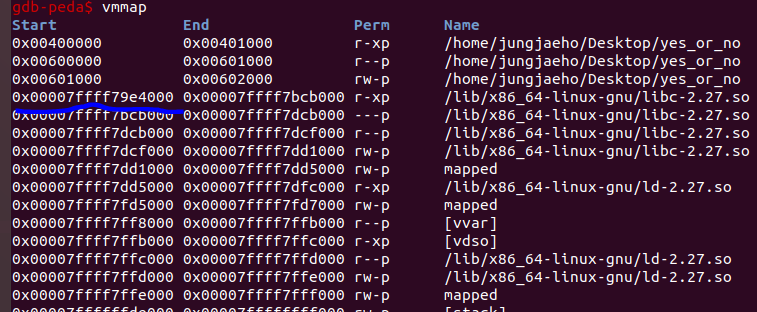 gdb-peda$ vmmap
Start End Perm Name
0x00400000 0x00401000 r-xp /home/jungjaeho/Desktop/yes_or_no
0x00600000 0x00601000 r--p /home/jungjaeho/Desktop/yes_or_no
0x00601000 0x00602000 rw-p /home/jungjaeho/Desktop/yes_or_no
0x00007ffff79e4000 0x00007ffff7bcb000 r-xp /lib/x86_64-linux-gnu/libc-2.27.so
0x00007ffff7bcb000 0x00007ffff7dcb000 ---p /lib/x86_64-linux-gnu/libc-2.27.so
0x00007ffff7dcb000 0x00007ffff7dcf000 r--p /lib/x86_64-linux-gnu/libc-2.27.so
0x00007ffff7dcf000 0x00007ffff7dd1000 rw-p /lib/x86_64-linux-gnu/libc-2.27.so
0x00007ffff7dd1000 0x00007ffff7dd5000 rw-p mapped
0x00007ffff7dd5000 0x00007ffff7dfc000 r-xp /lib/x86_64-linux-gnu/ld-2.27.so
0x00007ffff7fd5000 0x00007ffff7fd7000 rw-p mapped
0x00007ffff7ff8000 0x00007ffff7ffb000 r--p [vvar]
0x00007ffff7ffb000 0x00007ffff7ffc000 r-xp [vdso]
0x00007ffff7ffc000 0x00007ffff7ffd000 r--p /lib/x86_64-linux-gnu/ld-2.27.so
0x00007ffff7ffd000 0x00007ffff7ffe000 rw-p /lib/x86_64-linux-gnu/ld-2.27.so
0x00007ffff7ffe000 0x00007ffff7fff000 rw-p mapped
rw-p [stack]